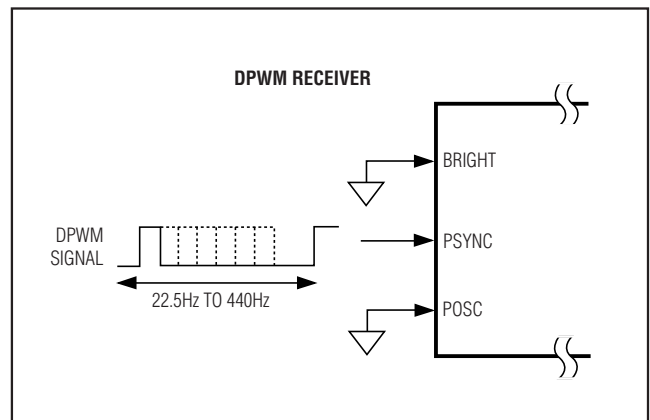 DPWM RECEIVER
BRIGHT
DPWM
SIGNAL
PSYNC
22.5Hz TO 440Hz
POSC